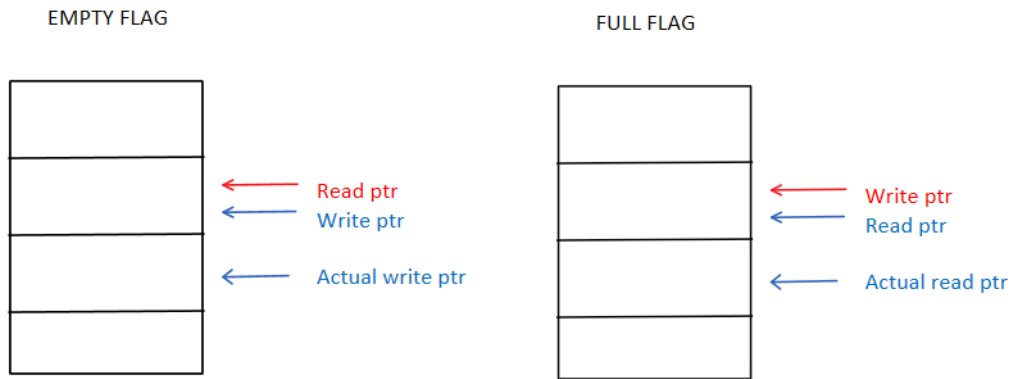 EMPTY FLAG
Read ptr
Write ptr
Actual write ptr
FULL FLAG
Write ptr
Read ptr
Actual read ptr